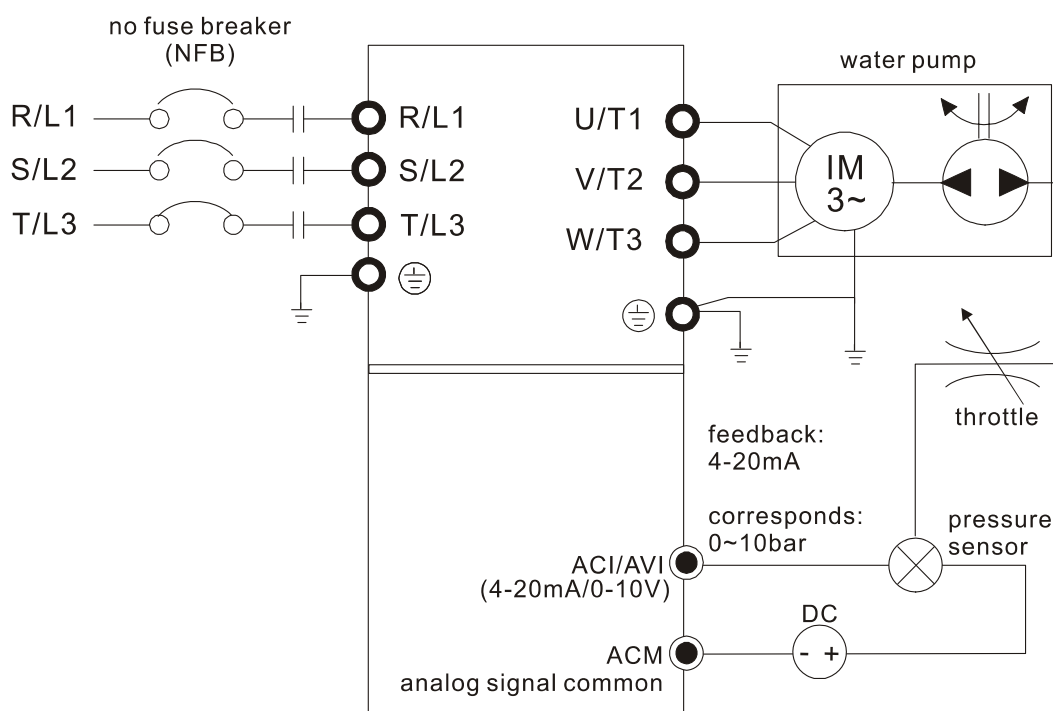 no fuse breaker
(NFB)
R/L1
S/L2
T/L3
R/L1
S/L2
T/L3
U/T1
V/T2
W/T3
water pump
IM
3~
throttle
feedback:
4-20mA
corresponds:
0~10bar
pressure
sensor
ACI/AVI
(4-20mA/0-10V)
DC
- +
ACM
analog signal common